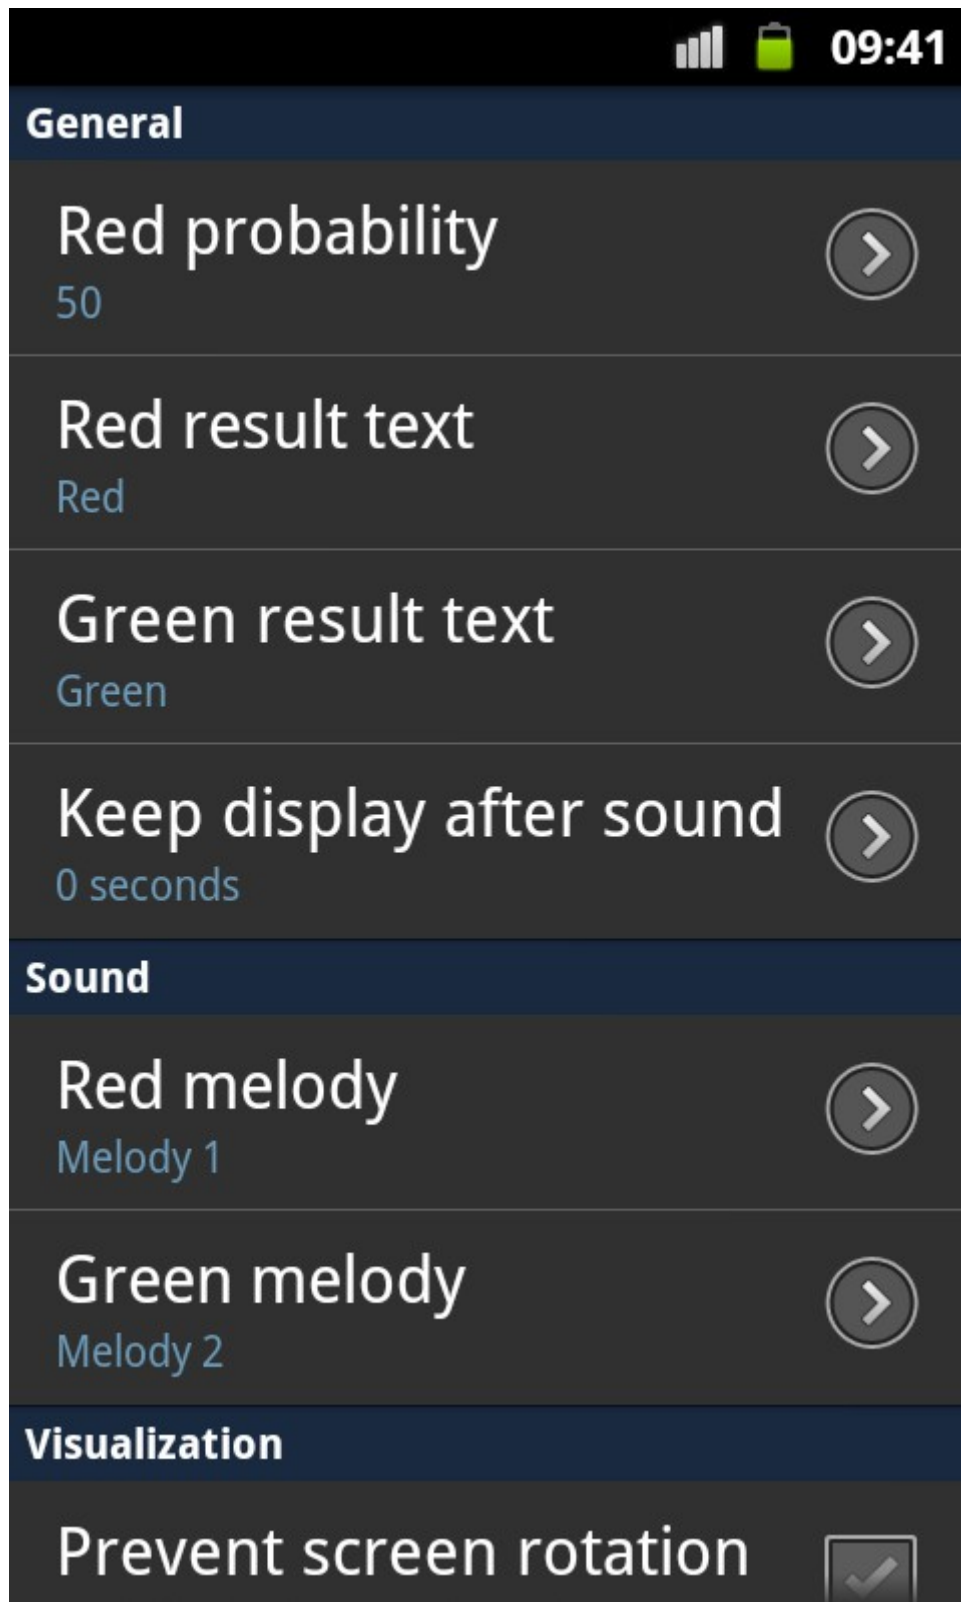 09:41
General
Red probability
50
Red result text
Red
Green result text
Green
Keep display after sound
0 seconds
Sound
Red melody
Melody 1
Green melody
Melody 2
Visualization
Prevent screen rotation